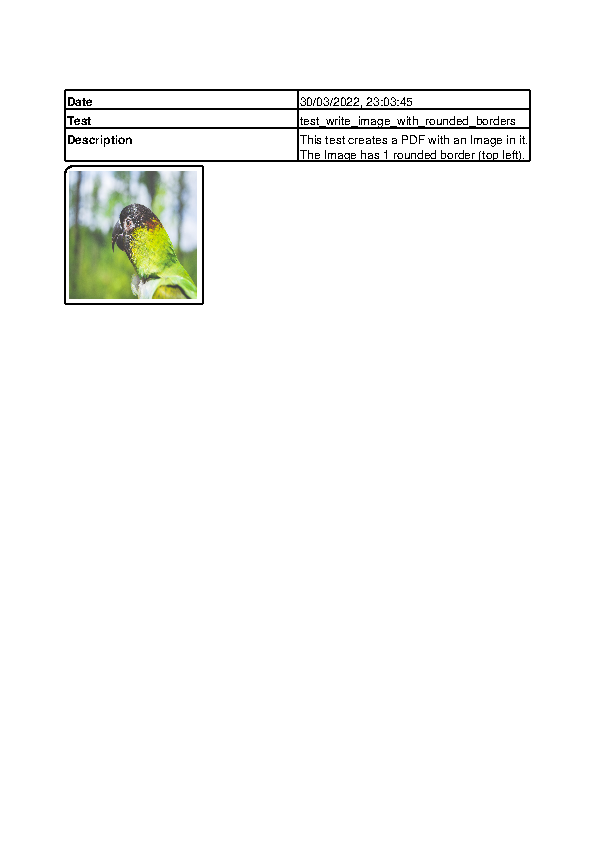 Date 30/03/2022, 23:03:45
Test test_write_image_with_rounded_borders
Description This test creates a PDF with an Image in it.
The Image has 1 rounded border (top left).